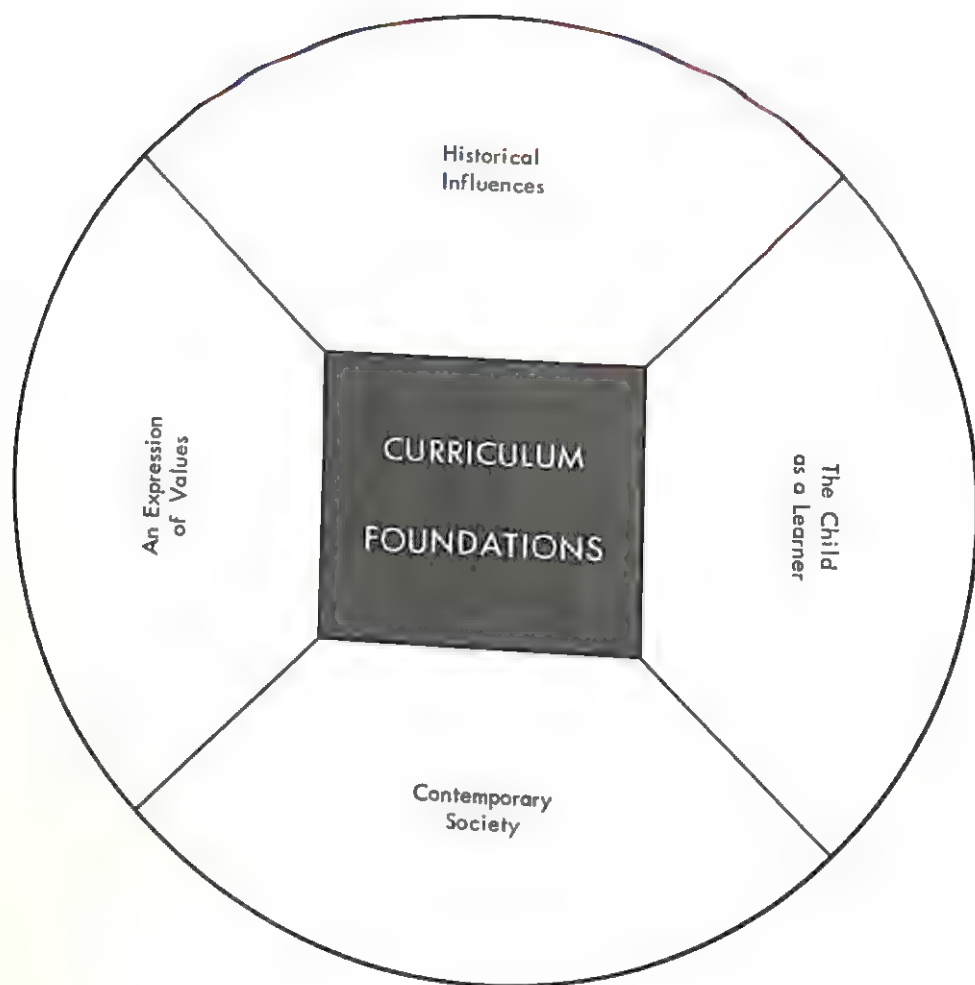 Historical
Influences
An Expression
of Values
CURRICULUM
FOUNDATIONS
The Child
as a Learner
Contemporary
Society